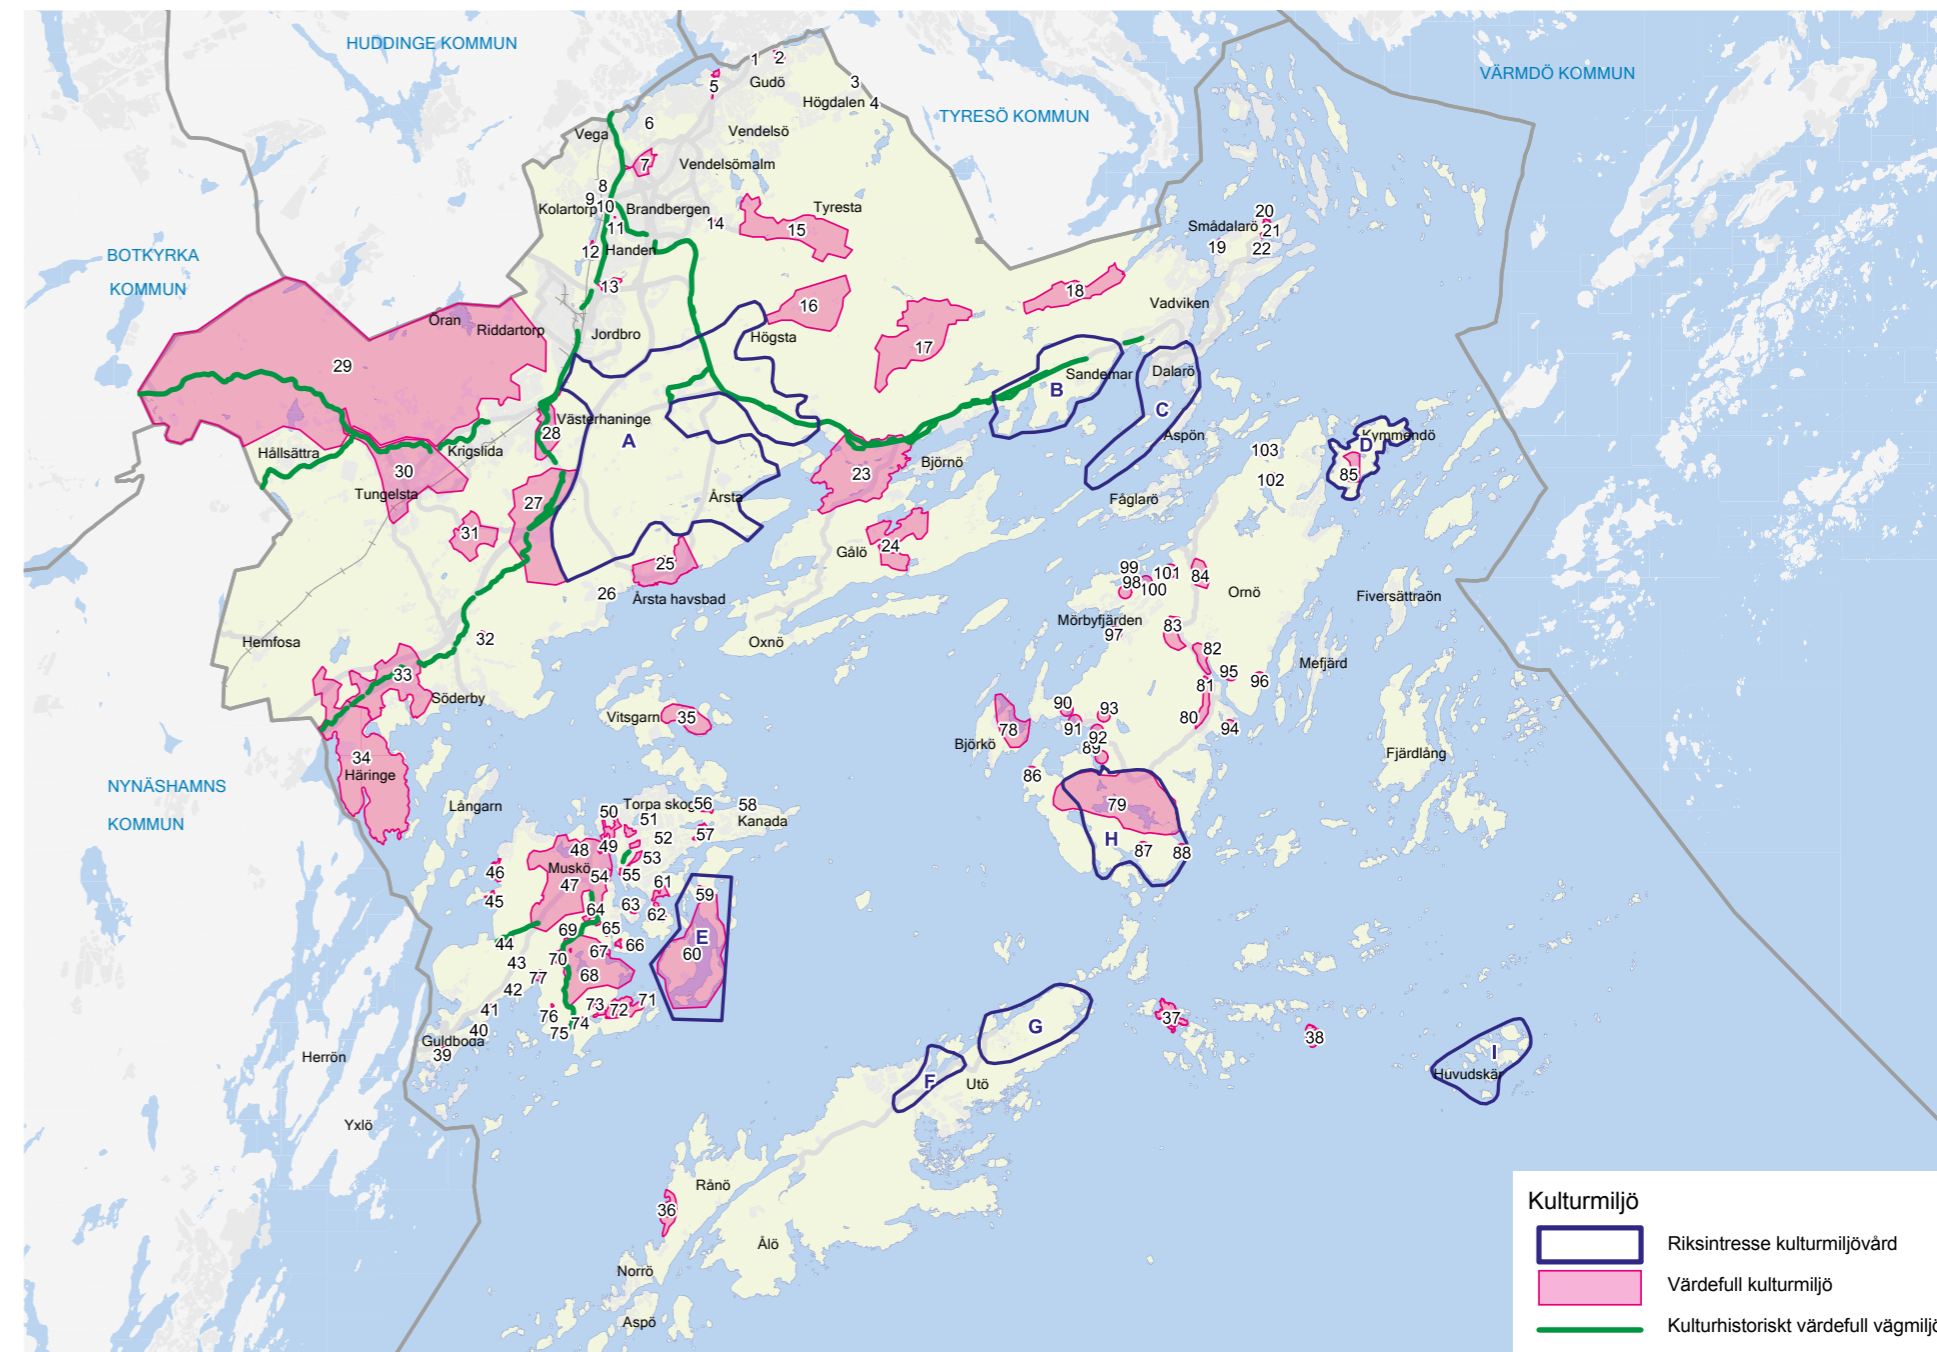 HUDDINGE KOMMUN
VÄRMDÖ KOMMUN
TYRESÖ KOMMUN
BOTKYRKA
KOMMUN
NYNÄSHAMNS
KOMMUN
1
2
Gudö
3
5
Högdalen
4
6
Vega
Vendelsö
7
Vendelsömalm
8
9
10
Kolartorp
Brandbergen
14
Tyresta
15
11
12
Handen
13
Jordbro
16
Högsta
17
18
Vadviken
Smådalarö
19
20
21
22
Öran
Riddartorp
29
Västerhaninge
28
A
Sandemar
B
Dalarö
C
Aspön
Kymmendö
D
85
103
102
Hållsättra
Krigslida
30
Tungelsta
27
31
Årsta
23
Björnö
Fåglarö
24
Gålö
25
26
Årsta havsbad
Oxnö
32
Hemfosa
33
Söderby
34
Häringe
Vitsgarn
35
99
98
100
101
84
Ornö
Fiversättraön
Mörbyfjärden
97
83
82
95
96
81
80
94
Mefjärd
Fjärdlång
78
Björkö
90
91
93
92
89
86
79
H
87
88
Långarn
Torpa skog
56
58
Kanada
50
51
52
57
48
49
53
Muskö
47
54
55
46
45
61
59
63
62
64
E
60
44
69
65
66
43
70
67
77
68
42
41
76
73
72
71
74
75
40
Guldboda
39
Herrön
Yxlö
G
F
Utö
37
38
I
Huvudskär
36
Rånö
Ålö
Norrö
Aspö
Kulturmiljö
Riksintresse kulturmiljövård
Värdefull kulturmiljö
Kulturhistoriskt värdefull vägmiljö